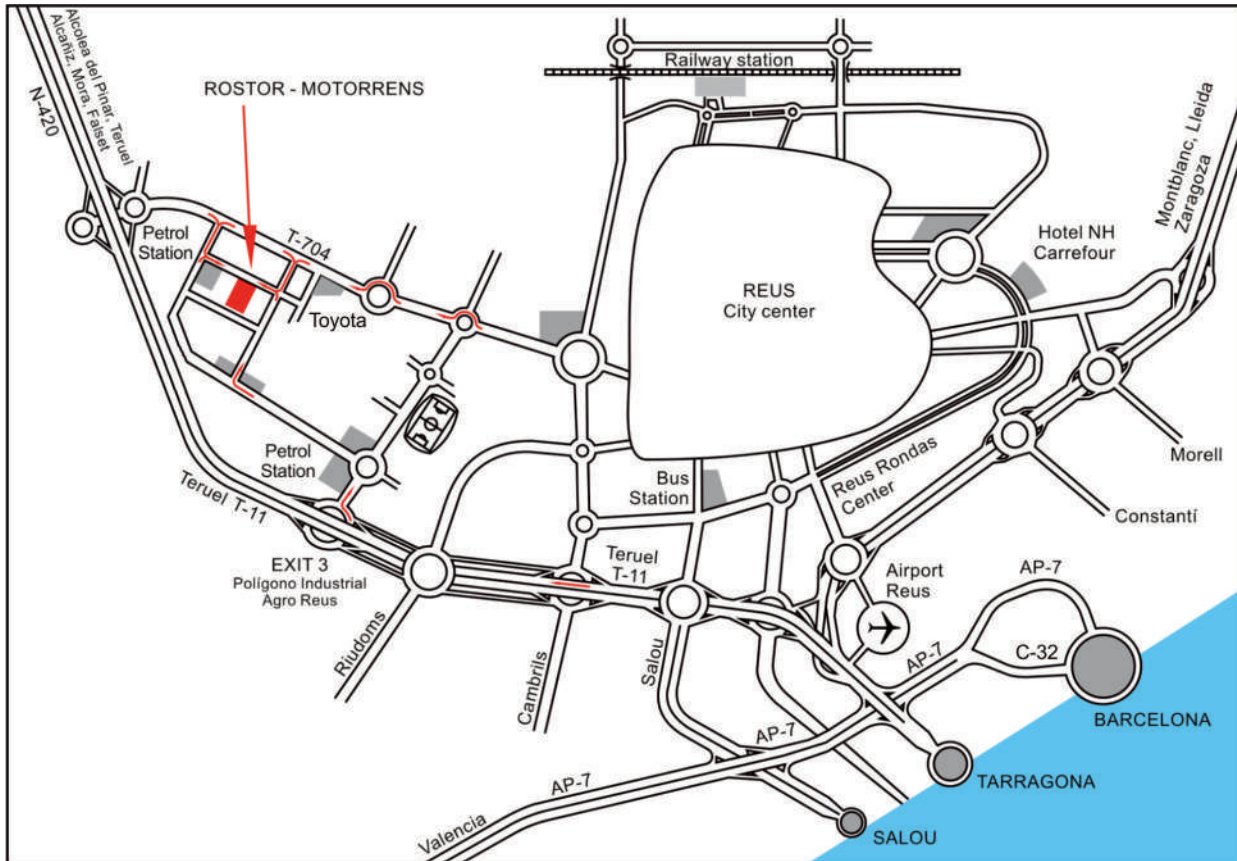 Railway station
ROSTOR - MOTORRENS
Alcolea del Pinar, Teruel
Alcañiz, Mora, Falset
N-420
Montblanc, Lleida
Zaragoza
Petrol
Station
T-704
Hotel NH
Carrefour
REUS
City center
Toyota
Petrol
Station
Bus
Station
Reus Rondas
Center
Morell
Constantí
Teruel T-11
EXIT 3
Polígono Industrial
Agro Reus
Teruel
T-11
Airport
Reus
AP-7
Riudoms
Cambrils
Salou
AP-7
C-32
BARCELONA
AP-7
TARRAGONA
AP-7
Valencia
SALOU